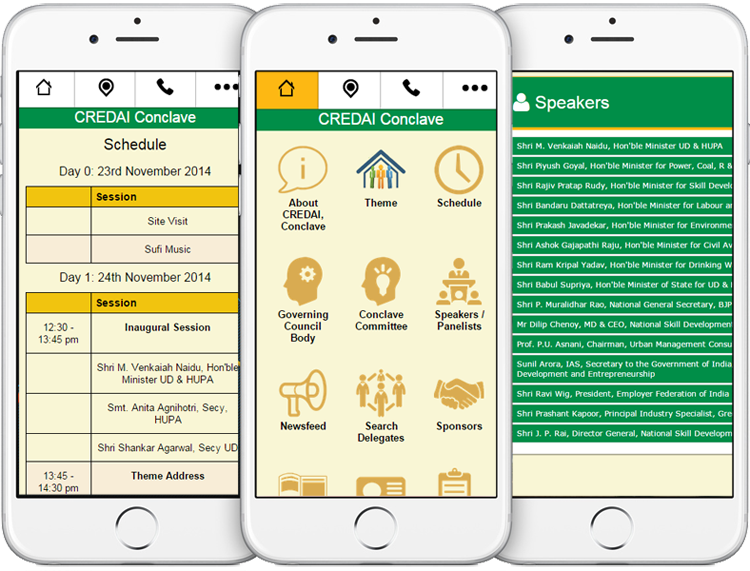 CREDAI Conclave
Schedule
Day 0: 23rd November 2014
Session
Site Visit
Sufi Music
Day 1: 24th November 2014
Session
12:30 -
13:45 pm
Inaugural Session
Shri M. Venkaiah Naidu, Hon'ble
Minister UD & HUPA
Smt. Anita Agnihotri, Secy,
HUPA
Shri Shankar Agarwal, Secy UD
13:45 -
14:30 pm
Theme Address
CREDAI Conclave
About
CREDAI,
Conclave
Theme
Schedule
Governing
Council
Body
Conclave
Committee
Speakers /
Panelists
Newsfeed
Search
Delegates
Sponsors
Speakers
Shri M. Venkaiah Naidu, Hon'ble Minister UD & HUPA
Shri Piyush Goyal, Hon'ble Minister for Power, Coal, R &
Shri Rajiv Pratap Rudy, Hon'ble Minister for Skill Develo
Shri Bandaru Dattatreya, Hon'ble Minister for Labour an
Shri Prakash Javadekar, Hon'ble Minister for Environme
Shri Ashok Gajapathi Raju, Hon'ble Minister for Civil Av
Shri Ram Kripal Yadav, Hon'ble Minister for Drinking W
Shri Babul Supriya, Hon'ble Minister of State for UD &
Shri P. Muralidhar Rao, National General Secretary, BJP
Mr Dilip Chenoy, MD & CEO, National Skill Development
Prof. P.U. Asnani, Chairman, Urban Management Consu
Sunil Arora, IAS, Secretary to the Government of India
Development and Entrepreneurship
Shri Ravi Wig, President, Employer Federation of India
Shri Prashant Kapoor, Principal Industry Specialist, Gre
Shri J. P. Rai, Director General, National Skill Developm